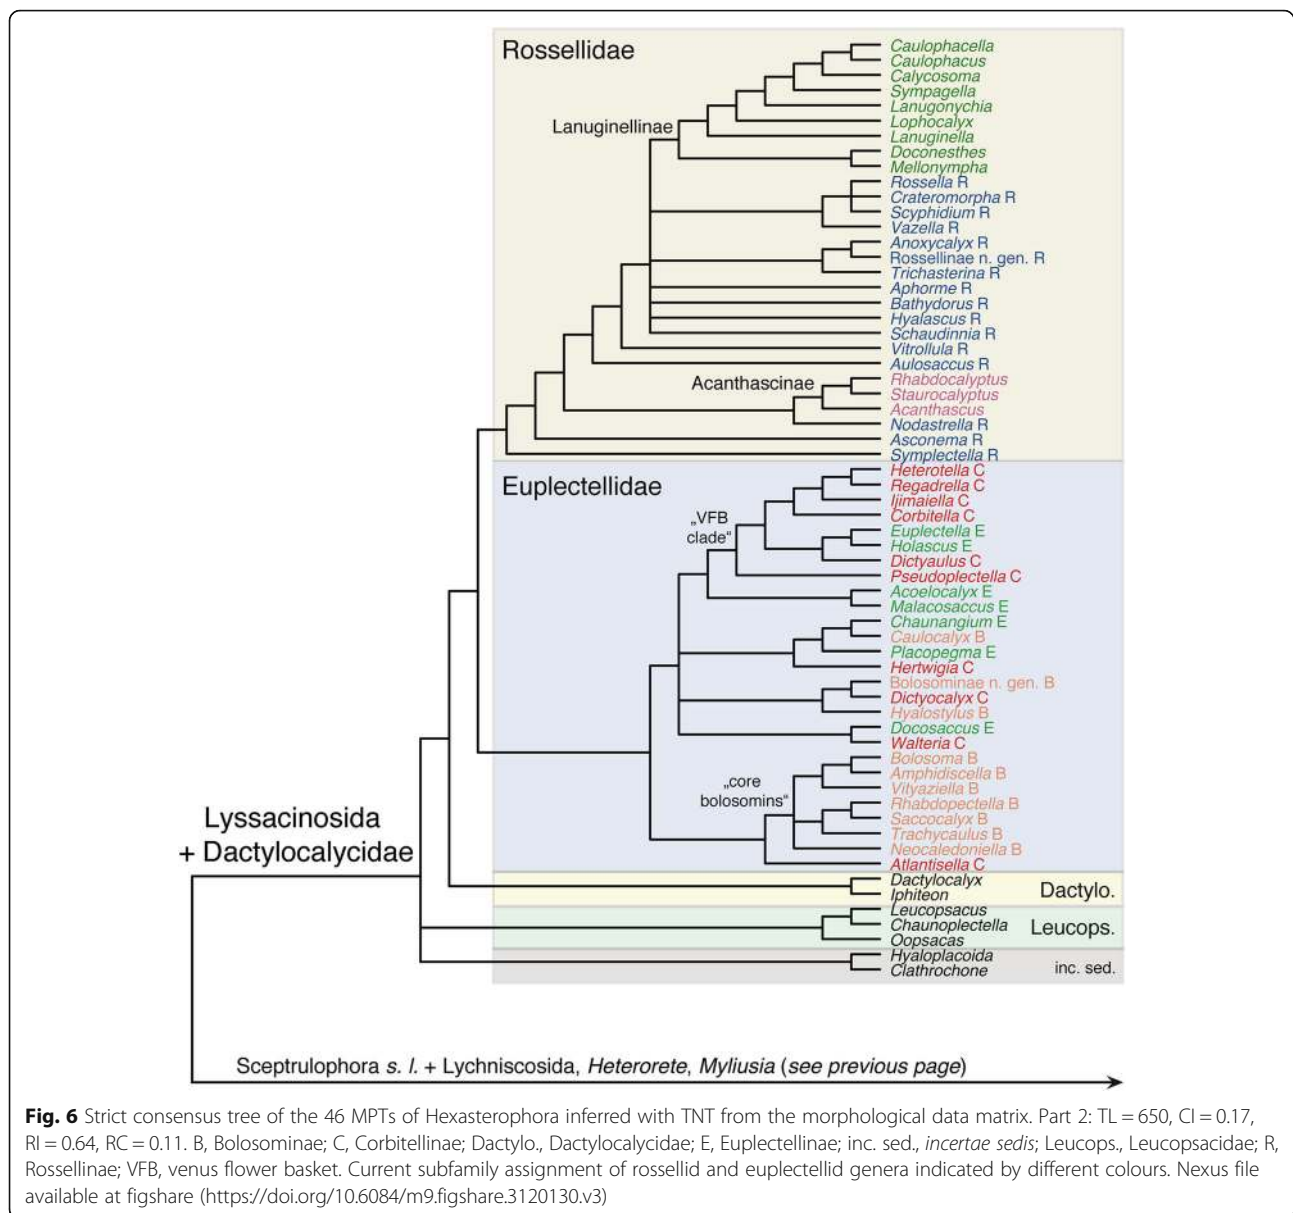 Rossellidae
Caulophacella
Caulophacus
Calycosoma
Sympagella
Lanugonychia
Lophocalyx
Lanuginellinae
Lanuginella
Doconesthes
Mellonympha
Rossella R
Crateromorpha R
Scyphidium R
Vazella R
Anoxycalyx R
Rossellinae n. gen. R
Trichasterina R
Aphorme R
Bathydorus R
Hyalascus R
Schaudinnia R
Vitrollula R
Aulosaccus R
Acanthascinae
Rhabdocalyptus
Staurocalyptus
Acanthascus
Nodastrella R
Asconema R
Symplectella R
Euplectellidae
Heterotella C
Regadrella C
Ijimaiella C
Corbitella C
„VFB
clade“
Euplectella E
Holascus E
Dictyaulus C
Pseudoplectella C
Acoelocalyx E
Malacosaccus E
Chaunangium E
Caulocalyx B
Placopegma E
Hertwigia C
Bolosominae n. gen. B
Dictyocalyx C
Hyalostylus B
Docosaccus E
Walteria C
„core
bolosomins“
Bolosoma B
Amphidiscella B
Vityaziella B
Rhabdopectella B
Saccocalyx B
Trachycaulus B
Neocaledoniella B
Atlantisella C
Lyssacinosida
+ Dactylocalycidae
Dactylocalyx
Iphiteon
Dactylo.
Leucopsacus
Chaunoplectella
Oopsacas
Leucops.
Hyaloplacoida
Clathrochone
inc. sed.
Sceptrulophora s. l. + Lychniscosida, Heterorete, Myliusia (see previous page)
Fig. 6 Strict consensus tree of the 46 MPTs of Hexasterophora inferred with TNT from the morphological data matrix. Part 2: TL = 650, CI = 0.17,
RI = 0.64, RC = 0.11. B, Bolosominae; C, Corbitellinae; Dactylo., Dactylocalycidae; E, Euplectellinae; inc. sed., incertae sedis; Leucops., Leucopsacidae; R,
Rossellinae; VFB, venus flower basket. Current subfamily assignment of rossellid and euplectellid genera indicated by different colours. Nexus file
available at figshare (https://doi.org/10.6084/m9.figshare.3120130.v3)